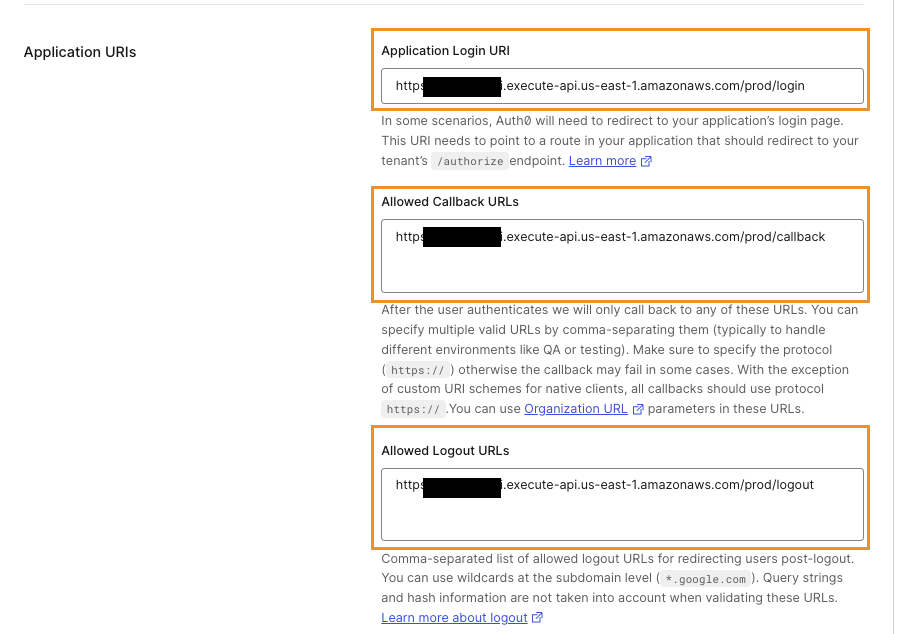 Application URIs
Application Login URI
https .execute-api.us-east-1.amazonaws.com/prod/login
In some scenarios, Auth0 will need to redirect to your application’s login page.
This URI needs to point to a route in your application that should redirect to your
tenant’s /authorize endpoint. Learn more
Allowed Callback URLs
https .execute-api.us-east-1.amazonaws.com/prod/callback
After the user authenticates we will only call back to any of these URLs. You can
specify multiple valid URLs by comma-separating them (typically to handle
different environments like QA or testing). Make sure to specify the protocol
( https:// ) otherwise the callback may fail in some cases. With the exception
of custom URI schemes for native clients, all callbacks should use protocol
https:// .You can use Organization URL parameters in these URLs.
Allowed Logout URLs
https .execute-api.us-east-1.amazonaws.com/prod/logout
Comma-separated list of allowed logout URLs for redirecting users post-logout.
You can use wildcards at the subdomain level ( *.google.com ). Query strings
and hash information are not taken into account when validating these URLs.
Learn more about logout